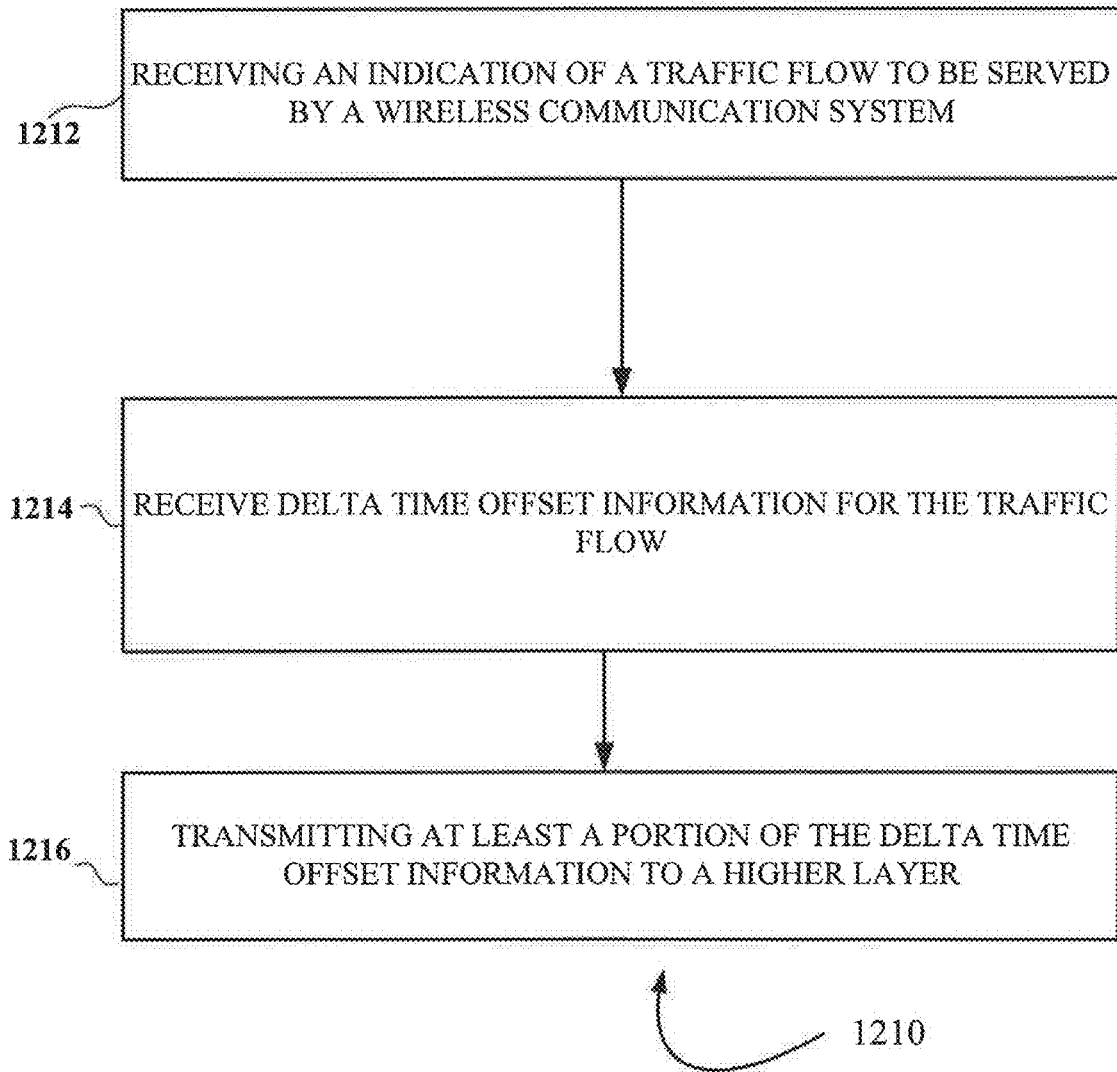 RECEIVING AN INDICATION OF A TRAFFIC FLOW TO BE SERVED
BY A WIRELESS COMMUNICATION SYSTEM
1212
1214
RECEIVE DELTA TIME OFFSET INFORMATION FOR THE TRAFFIC
FLOW
1216
TRANSMITTING AT LEAST A PORTION OF THE DELTA TIME
OFFSET INFORMATION TO A HIGHER LAYER
1210